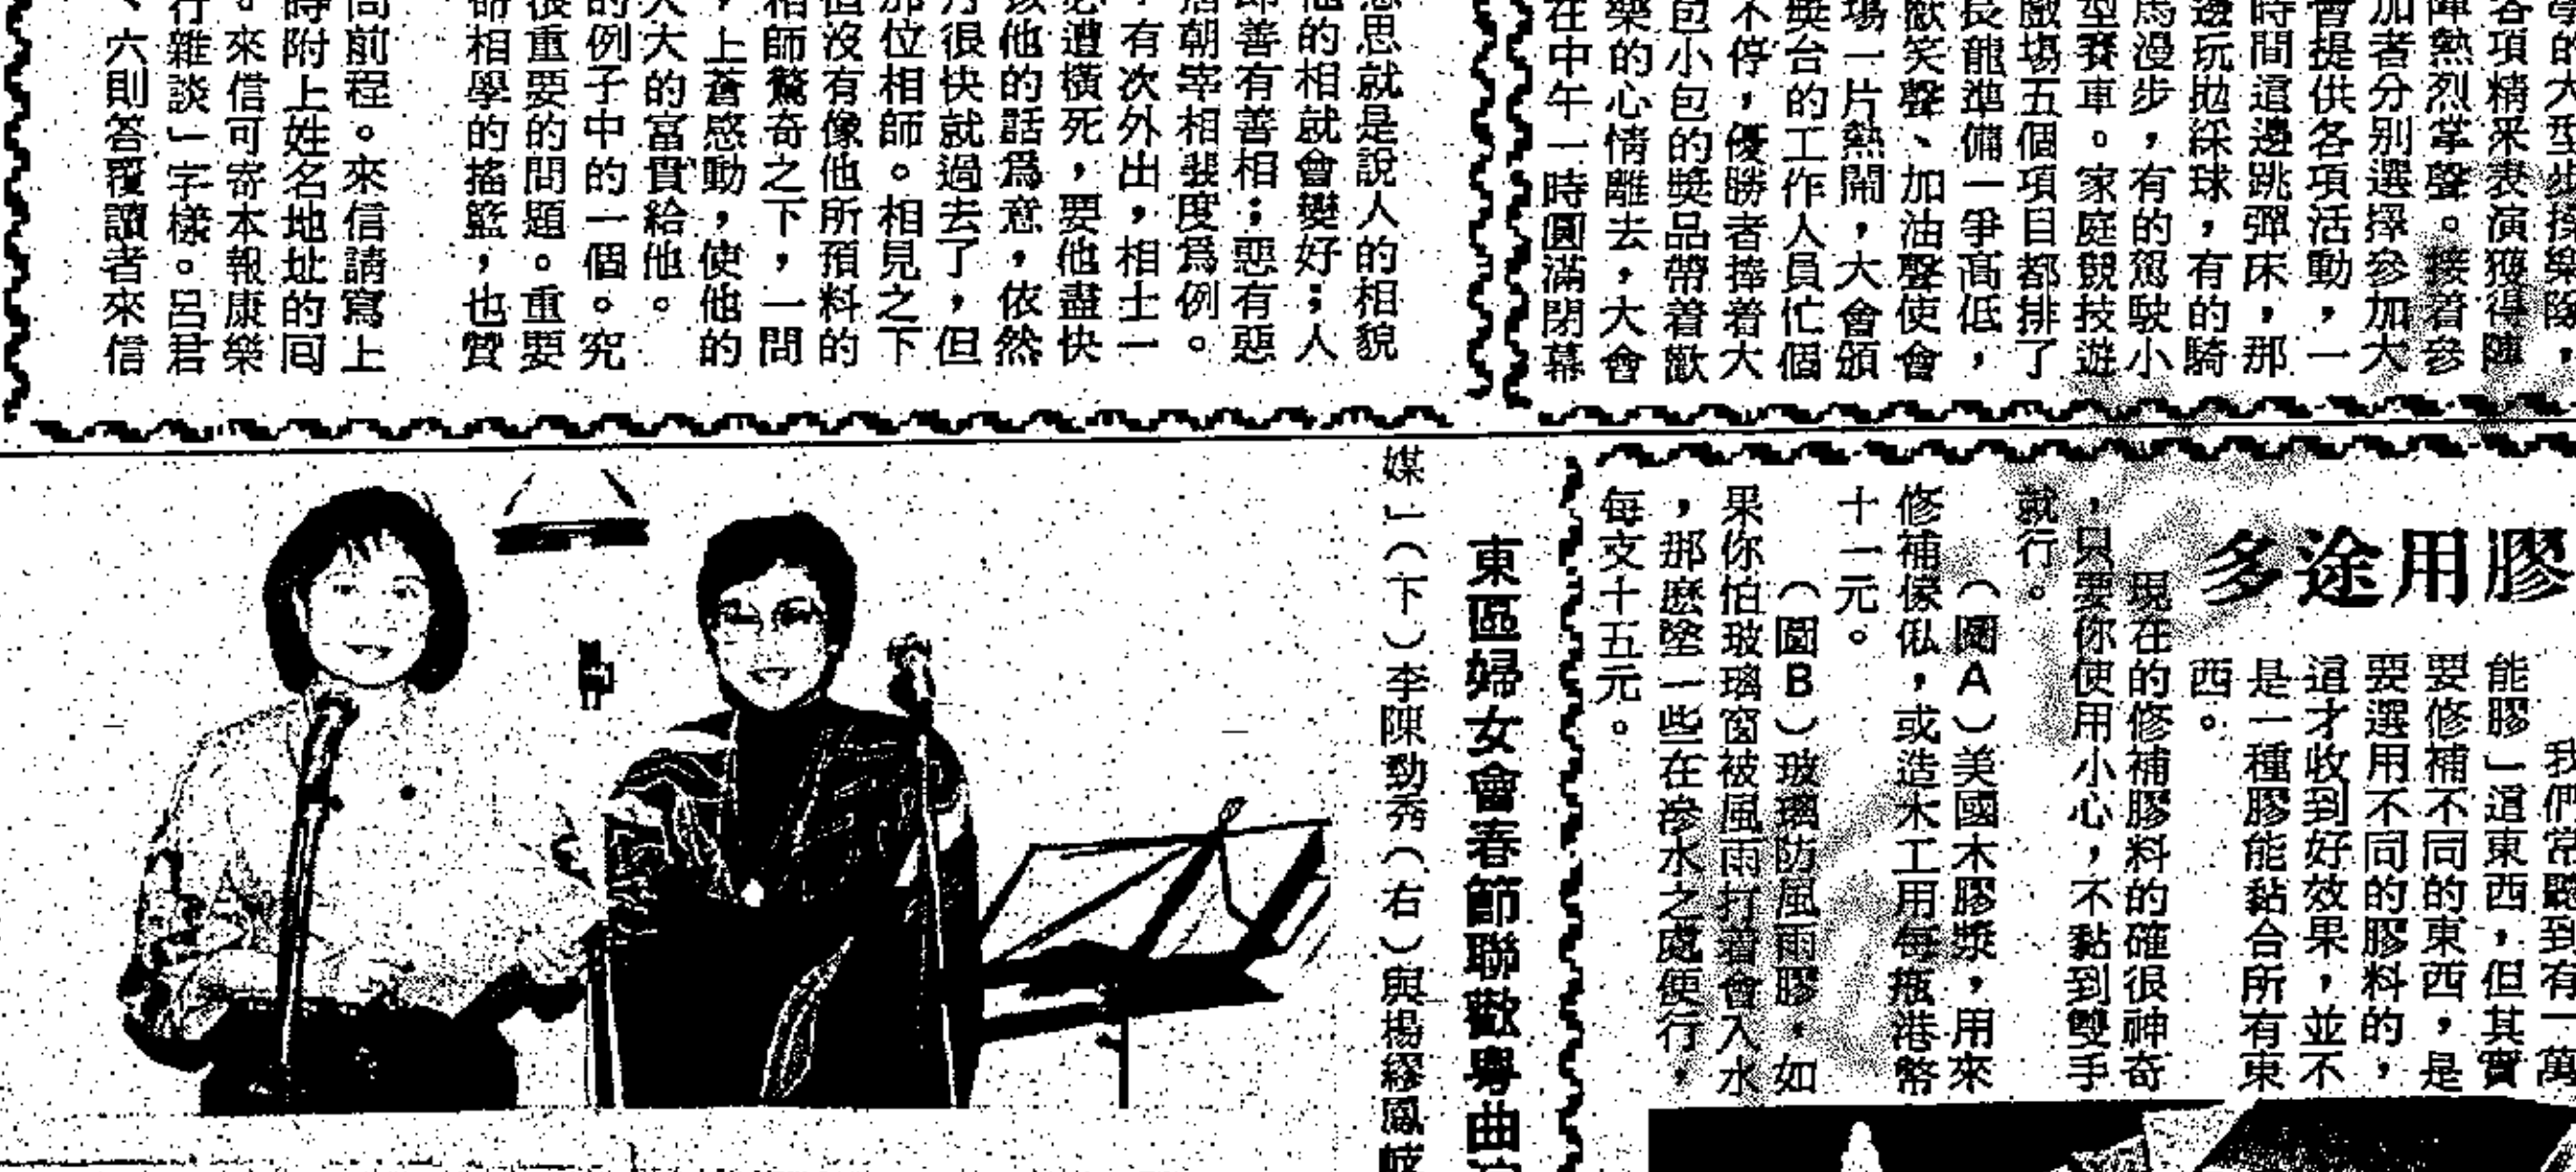 的大型步操樂隊，
各項精采表演獲得陣
陣熱烈掌聲。接着參
加者分別選擇參加大
會提供各項活動，一
時間這邊跳彈床，那
邊玩拋綵球，有的騎
馬漫步，有的駕駛小
型賽車。家庭競技遊
戲場五個項目都排了
長龍準備一爭高低，
歡笑聲、加油聲使會
場一片熱鬧，大會頒
獎台的工作人員忙個
不停，優勝者捧着大
包小包的獎品帶着歡
樂的心情離去，大會
在中午一時圓滿閉幕
意思就是說人的相貌
他的相就會變好；人
即善有善相；惡有惡
唐朝宰相裴度爲例。
，有次外出，相士一
必遭橫死，要他盡快
該他的話爲意，依然
月很快就過去了，但
那位相師。相見之下
但沒有像他所預料的
相師驚奇之下，一問
，上蒼感動，使他的
大大的富貴給他。
的例子中的一個。究
很重要的問題。重要
命相學的搖籃，也贊
問前程。來信請寫上
時附上姓名地址的回
。來信可寄本報康樂
行雜談」字樣。呂君
、六則答覆讀者來信
多途用膠
我們常聽到有一萬
能膠」這東西，但其實
要修補不同的東西，是
要選用不同的膠料的，
這才收到好效果，並不
是一種膠能黏合所有東
西。
現在的修補膠料的確很神奇
，只要你使用小心，不黏到雙手
就行。
（圖A）美國木膠漿，用來
修補傢俬，或造木工用每瓶港幣
十一元。
（圖B）玻璃防風雨膠，如
果你怕玻璃窗被風雨打着會入水
，那麽塗一些在滲水之處便行，
每支十五元。
東區婦女會春節聯歡粤曲
媒」（下）李陳勁秀（右）與楊繆鳳